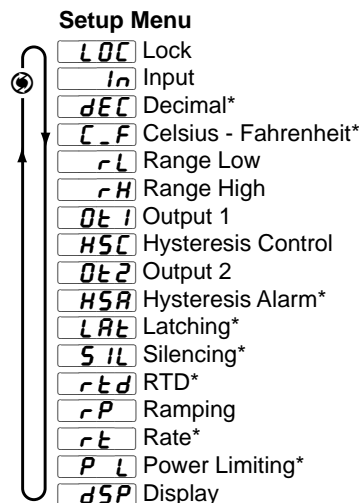 Setup Menu
LOC Lock
In Input
dEC Decimal*
C_F Celsius - Fahrenheit*
rL Range Low
rH Range High
Ot1 Output 1
HSC Hysteresis Control
Ot2 Output 2
HSA Hysteresis Alarm*
LAt Latching*
SIL Silencing*
rtd RTD*
rP Ramping
rt Rate*
P L Power Limiting*
dSP Display